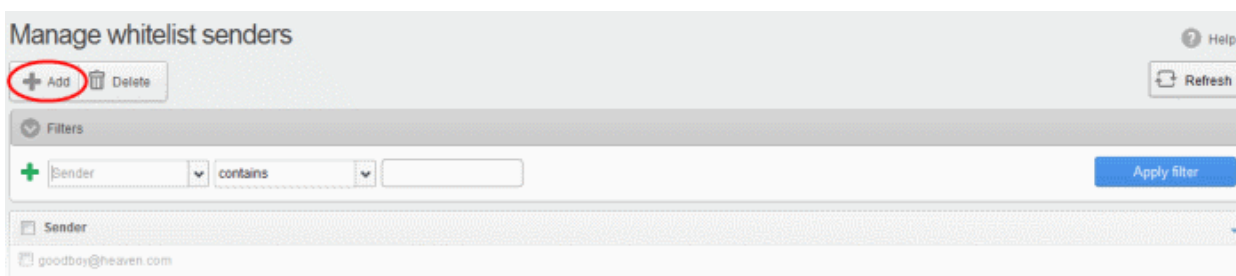 Manage whitelist senders
Help
Add Delete
Refresh
Filters
Sender contains
Apply filter
Sender
goodboy@heaven.com